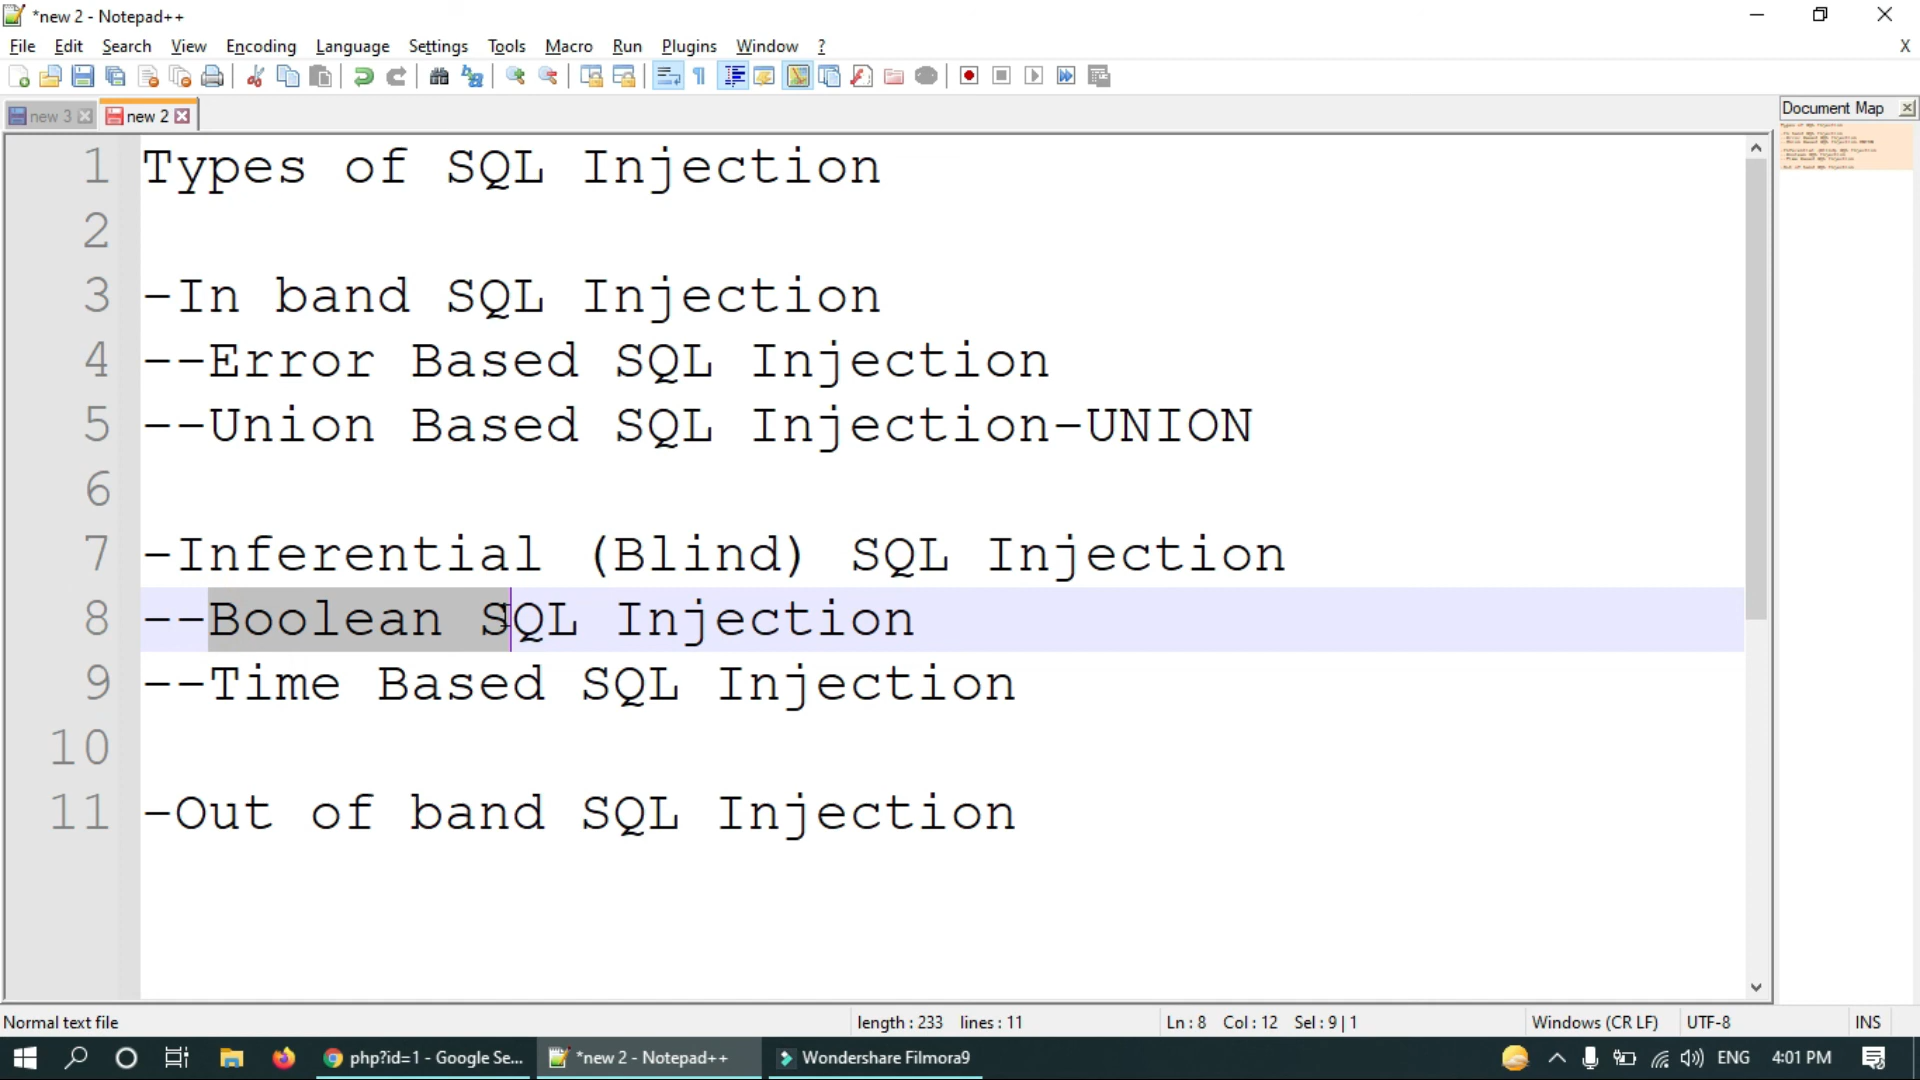 *new 2 - Notepad++
File Edit Search View Encoding Language Settings Tools Macro Run Plugins Window ? X
new 3 new 2
Document Map
1 Types of SQL Injection
2
3 -In band SQL Injection
4 --Error Based SQL Injection
5 --Union Based SQL Injection-UNION
6
7 -Inferential (Blind) SQL Injection
8 --Boolean SQL Injection
9 --Time Based SQL Injection
10
11 -Out of band SQL Injection
Normal text file length : 233 lines : 11 Ln : 8 Col : 12 Sel : 9 | 1 Windows (CR LF) UTF-8 INS
php?id=1 - Google Se... *new 2 - Notepad++ Wondershare Filmora9 ENG 4:01 PM